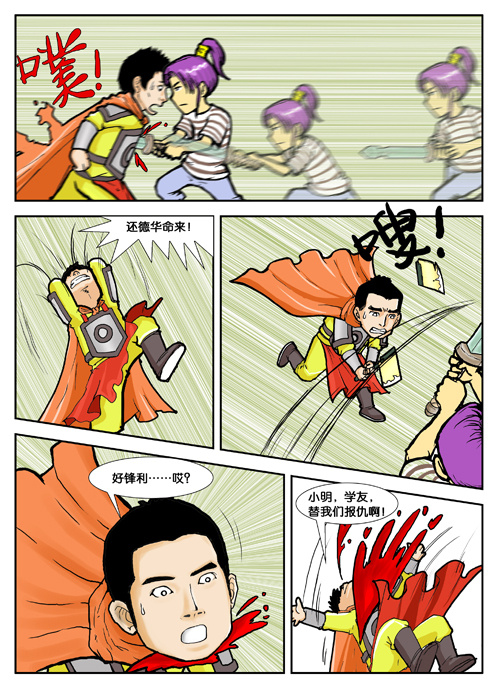 噗!
还德华命来！
嗖!
好锋利……哎？
小明，学友，
替我们报仇啊！